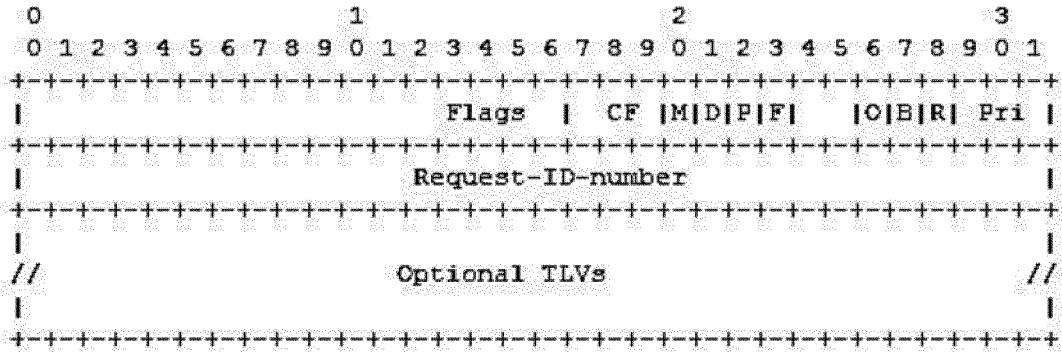 0 1 2 3
0 1 2 3 4 5 6 7 8 9 0 1 2 3 4 5 6 7 8 9 0 1 2 3 4 5 6 7 8 9 0 1
+-+-+-+-+-+-+-+-+-+-+-+-+-+-+-+-+-+-+-+-+-+-+-+-+-+-+-+-+-+-+-+-+
| Flags | CF |M|D|P|F| |O|B|R| Pri |
+-+-+-+-+-+-+-+-+-+-+-+-+-+-+-+-+-+-+-+-+-+-+-+-+-+-+-+-+-+-+-+-+
| Request-ID-number |
+-+-+-+-+-+-+-+-+-+-+-+-+-+-+-+-+-+-+-+-+-+-+-+-+-+-+-+-+-+-+-+-+
| |
// Optional TLVs //
| |
+-+-+-+-+-+-+-+-+-+-+-+-+-+-+-+-+-+-+-+-+-+-+-+-+-+-+-+-+-+-+-+-+